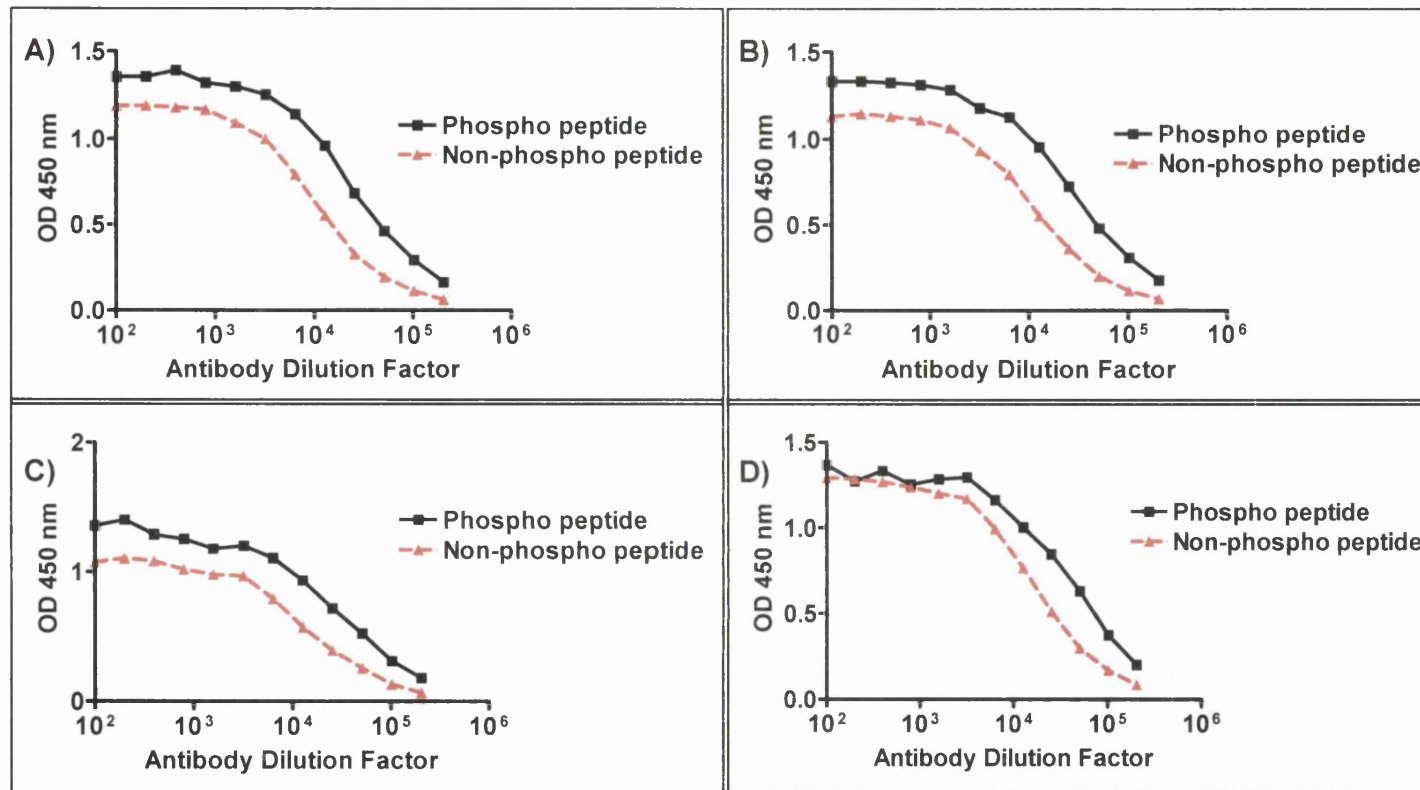 A)
1.5
1.0
0.5
0.0
OD 450 nm
Phospho peptide
Non-phospho peptide
10² 10³ 10⁴ 10⁵ 10⁶
Antibody Dilution Factor
B)
1.5
1.0
0.5
0.0
OD 450 nm
Phospho peptide
Non-phospho peptide
10² 10³ 10⁴ 10⁵ 10⁶
Antibody Dilution Factor
C)
2
1
0
OD 450 nm
Phospho peptide
Non-phospho peptide
10² 10³ 10⁴ 10⁵ 10⁶
Antibody Dilution Factor
D)
1.5
1.0
0.5
0.0
OD 450 nm
Phospho peptide
Non-phospho peptide
10² 10³ 10⁴ 10⁵ 10⁶
Antibody Dilution Factor